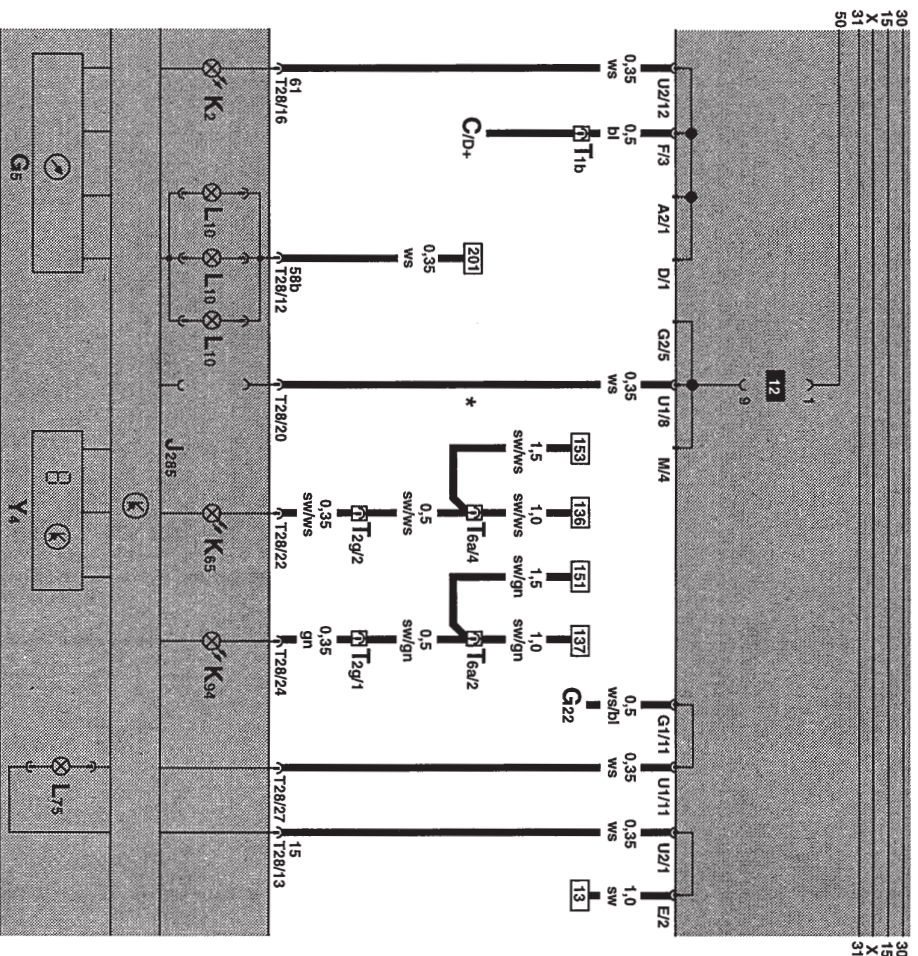 30 30
15 15
X X
31 31
50
1
12
9
U2/12 F/3 A2/1 D/1 G2/5 U1/8 M/4 G1/11 U1/11 U2/1 E/2
0,35 0,5 0,35 0,5 0,35 0,35 1,0
ws bl ws ws/bl ws ws sw
T1b 153 136 151 137 G22 13
1,5 1,0 1,5 1,0
sw/ws sw/ws sw/gn sw/gn
C/D+ 201 * T6a/4 T6a/2
0,35 0,5 0,5
ws sw/ws sw/gn
T2g/2 T2g/1
0,35 0,35
sw/ws gn
61 58b 15
T28/16 T28/12 T28/20 T28/22 T28/24 T28/27 T28/13
K2 L10 L10 L10 K65 K94
J285
k
L75
k
G5 Y4